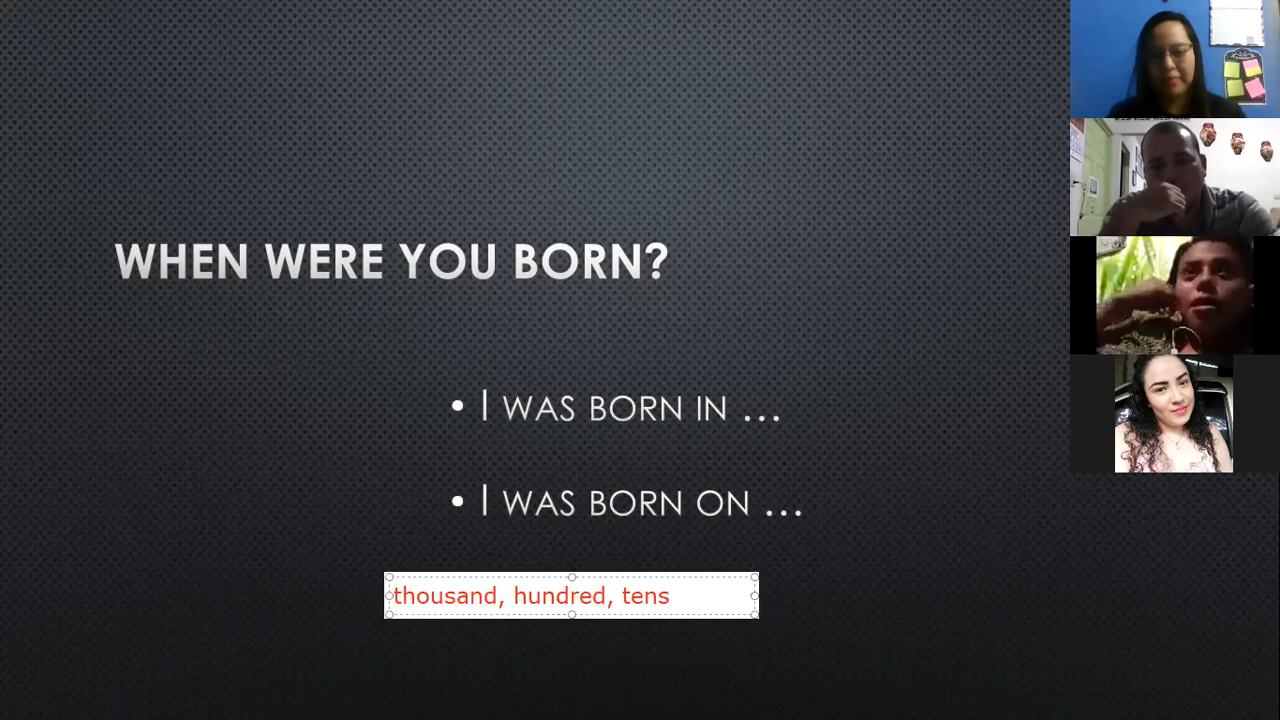 WHEN WERE YOU BORN?
• I WAS BORN IN ...
• I WAS BORN ON ...
thousand, hundred, tens